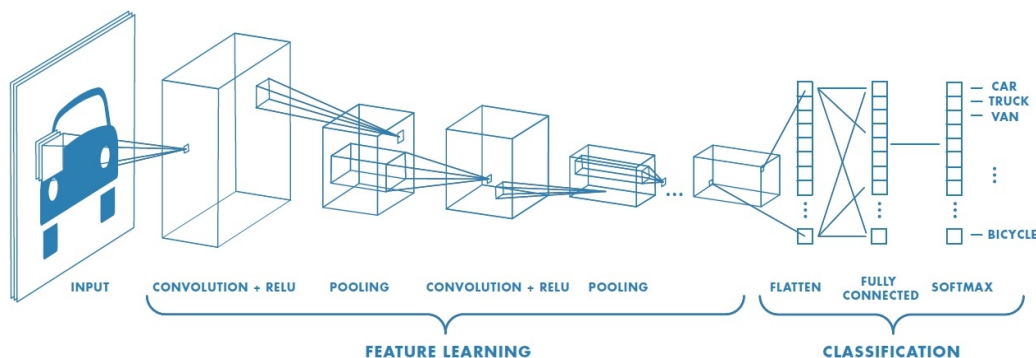 CAR
TRUCK
VAN
BICYCLE
INPUT
CONVOLUTION + RELU
POOLING
CONVOLUTION + RELU
POOLING
FLATTEN
FULLY
CONNECTED
SOFTMAX
FEATURE LEARNING
CLASSIFICATION